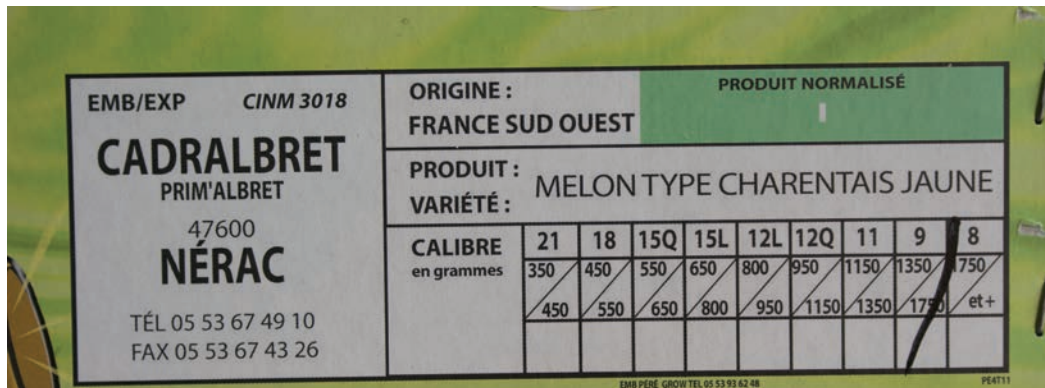 EMB/EXP CINM 3018
CADRALBRET
PRIM'ALBRET
47600
NÉRAC
TÉL 05 53 67 49 10
FAX 05 53 67 43 26
ORIGINE :
FRANCE SUD OUEST
PRODUIT NORMALISÉ
I
PRODUIT :
VARIÉTÉ :
MELON TYPE CHARENTAIS JAUNE
CALIBRE
en grammes
21 18 15Q 15L 12L 12Q 11 9 8
350 450 550 650 800 950 1150 1350 1750
450 550 650 800 950 1150 1350 1750 et+
EMB PÉRÉ GROW TEL 05 53 93 62 48
PE4711